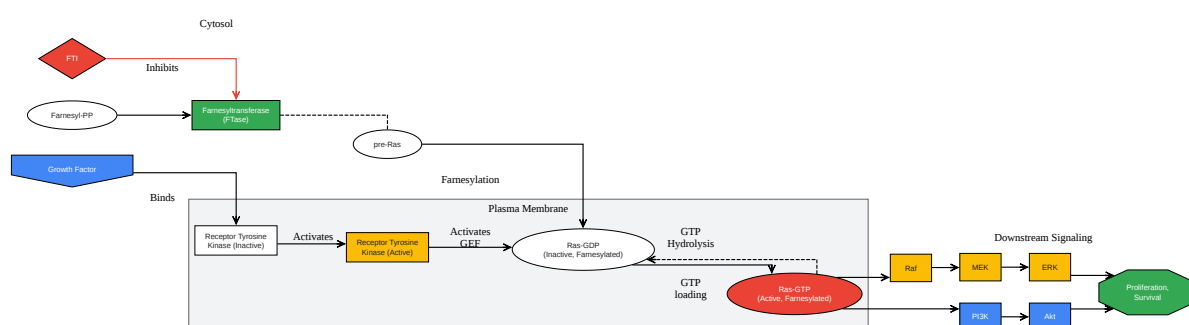 Cytosol
FTI
Inhibits
Farnesyl-PP
Farnesyltransferase
(FTase)
pre-Ras
Growth Factor
Farnesylation
Binds
Plasma Membrane
Receptor Tyrosine
Kinase (Inactive)
Activates
Receptor Tyrosine
Kinase (Active)
Activates
GEF
Ras-GDP
(Inactive, Farnesylated)
GTP
Hydrolysis
GTP
loading
Ras-GTP
(Active, Farnesylated)
Downstream Signaling
Raf
MEK
ERK
PI3K
Akt
Proliferation,
Survival